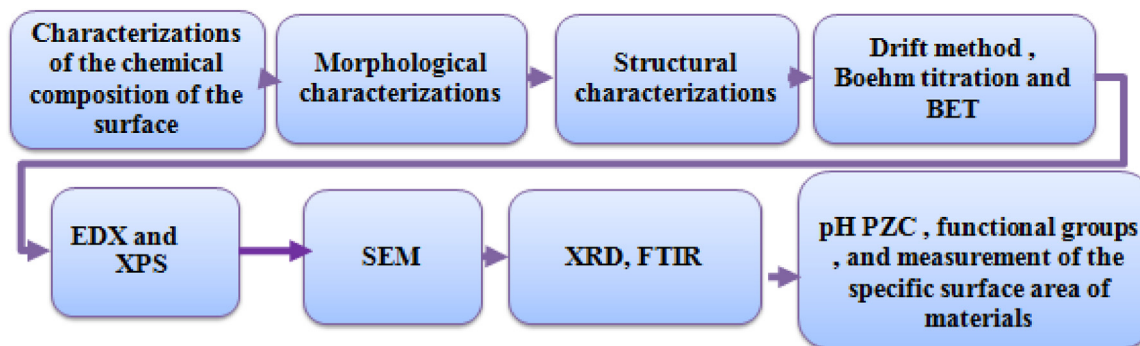 Characterizations
of the chemical
composition of the
surface
Morphological
characterizations
Structural
characterizations
Drift method ,
Boehm titration and
BET
EDX and
XPS
SEM
XRD, FTIR
pH PZC , functional groups
, and measurement of the
specific surface area of
materials